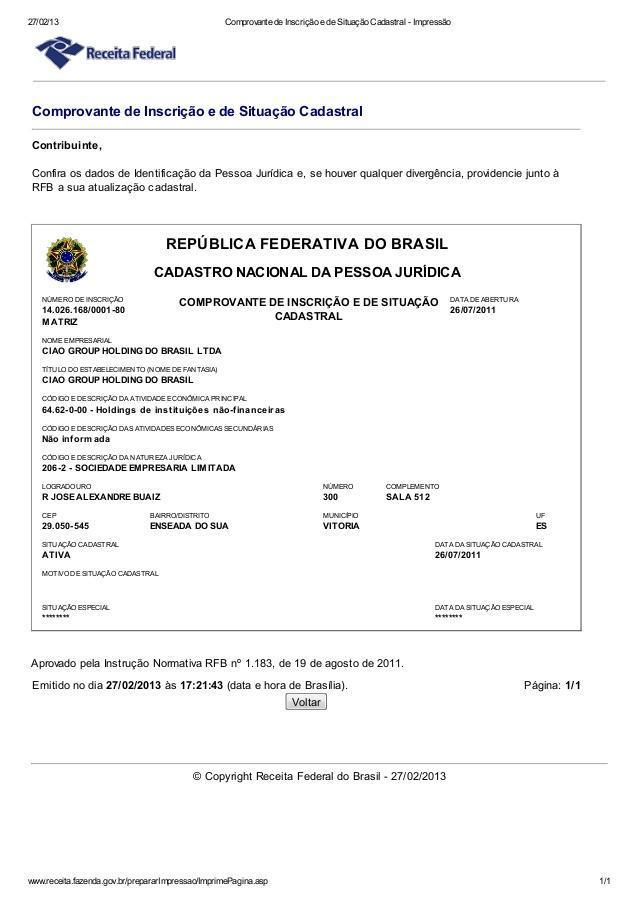 27/02/13 Comprovante de Inscrição e de Situação Cadastral - Impressão
Receita Federal
Comprovante de Inscrição e de Situação Cadastral
Contribuinte,
Confira os dados de Identificação da Pessoa Jurídica e, se houver qualquer divergência, providencie junto à
RFB a sua atualização cadastral.
REPÚBLICA FEDERATIVA DO BRASIL
CADASTRO NACIONAL DA PESSOA JURÍDICA
NÚMERO DE INSCRIÇÃO
14.026.168/0001-80
MATRIZ
COMPROVANTE DE INSCRIÇÃO E DE SITUAÇÃO
CADASTRAL
DATA DE ABERTURA
26/07/2011
NOME EMPRESARIAL
CIAO GROUP HOLDING DO BRASIL LTDA
TÍTULO DO ESTABELECIMENTO (NOME DE FANTASIA)
CIAO GROUP HOLDING DO BRASIL
CÓDIGO E DESCRIÇÃO DA ATIVIDADE ECONÔMICA PRINCIPAL
64.62-0-00 - Holdings de instituições não-financeiras
CÓDIGO E DESCRIÇÃO DAS ATIVIDADES ECONÔMICAS SECUNDÁRIAS
Não informada
CÓDIGO E DESCRIÇÃO DA NATUREZA JURÍDICA
206-2 - SOCIEDADE EMPRESARIA LIMITADA
LOGRADOURO NÚMERO COMPLEMENTO
R JOSE ALEXANDRE BUAIZ 300 SALA 512
CEP BAIRRO/DISTRITO MUNICÍPIO UF
29.050-545 ENSEADA DO SUA VITORIA ES
SITUAÇÃO CADASTRAL DATA DA SITUAÇÃO CADASTRAL
ATIVA 26/07/2011
MOTIVO DE SITUAÇÃO CADASTRAL
SITUAÇÃO ESPECIAL DATA DA SITUAÇÃO ESPECIAL
******** ********
Aprovado pela Instrução Normativa RFB nº 1.183, de 19 de agosto de 2011.
Emitido no dia 27/02/2013 às 17:21:43 (data e hora de Brasília). Página: 1/1
Voltar
© Copyright Receita Federal do Brasil - 27/02/2013
www.receita.fazenda.gov.br/prepararImpressao/ImprimePagina.asp 1/1